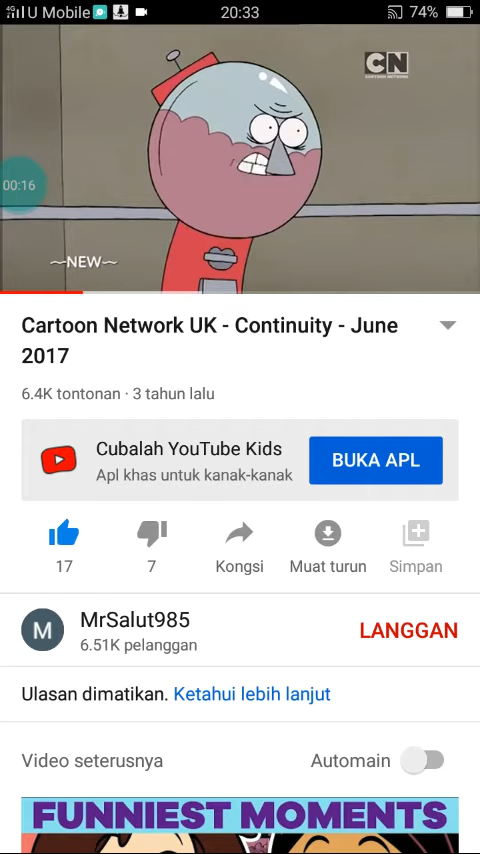 4G U Mobile 20:33 74%
CN
CARTOON NETWORK
00:16
~NEW~
Cartoon Network UK - Continuity - June
2017
6.4K tontonan · 3 tahun lalu
Cubalah YouTube Kids
Apl khas untuk kanak-kanak
BUKA APL
17 7 Kongsi Muat turun Simpan
M
MrSalut985
6.51K pelanggan
LANGGAN
Ulasan dimatikan. Ketahui lebih lanjut
Video seterusnya Automain
FUNNIEST MOMENTS